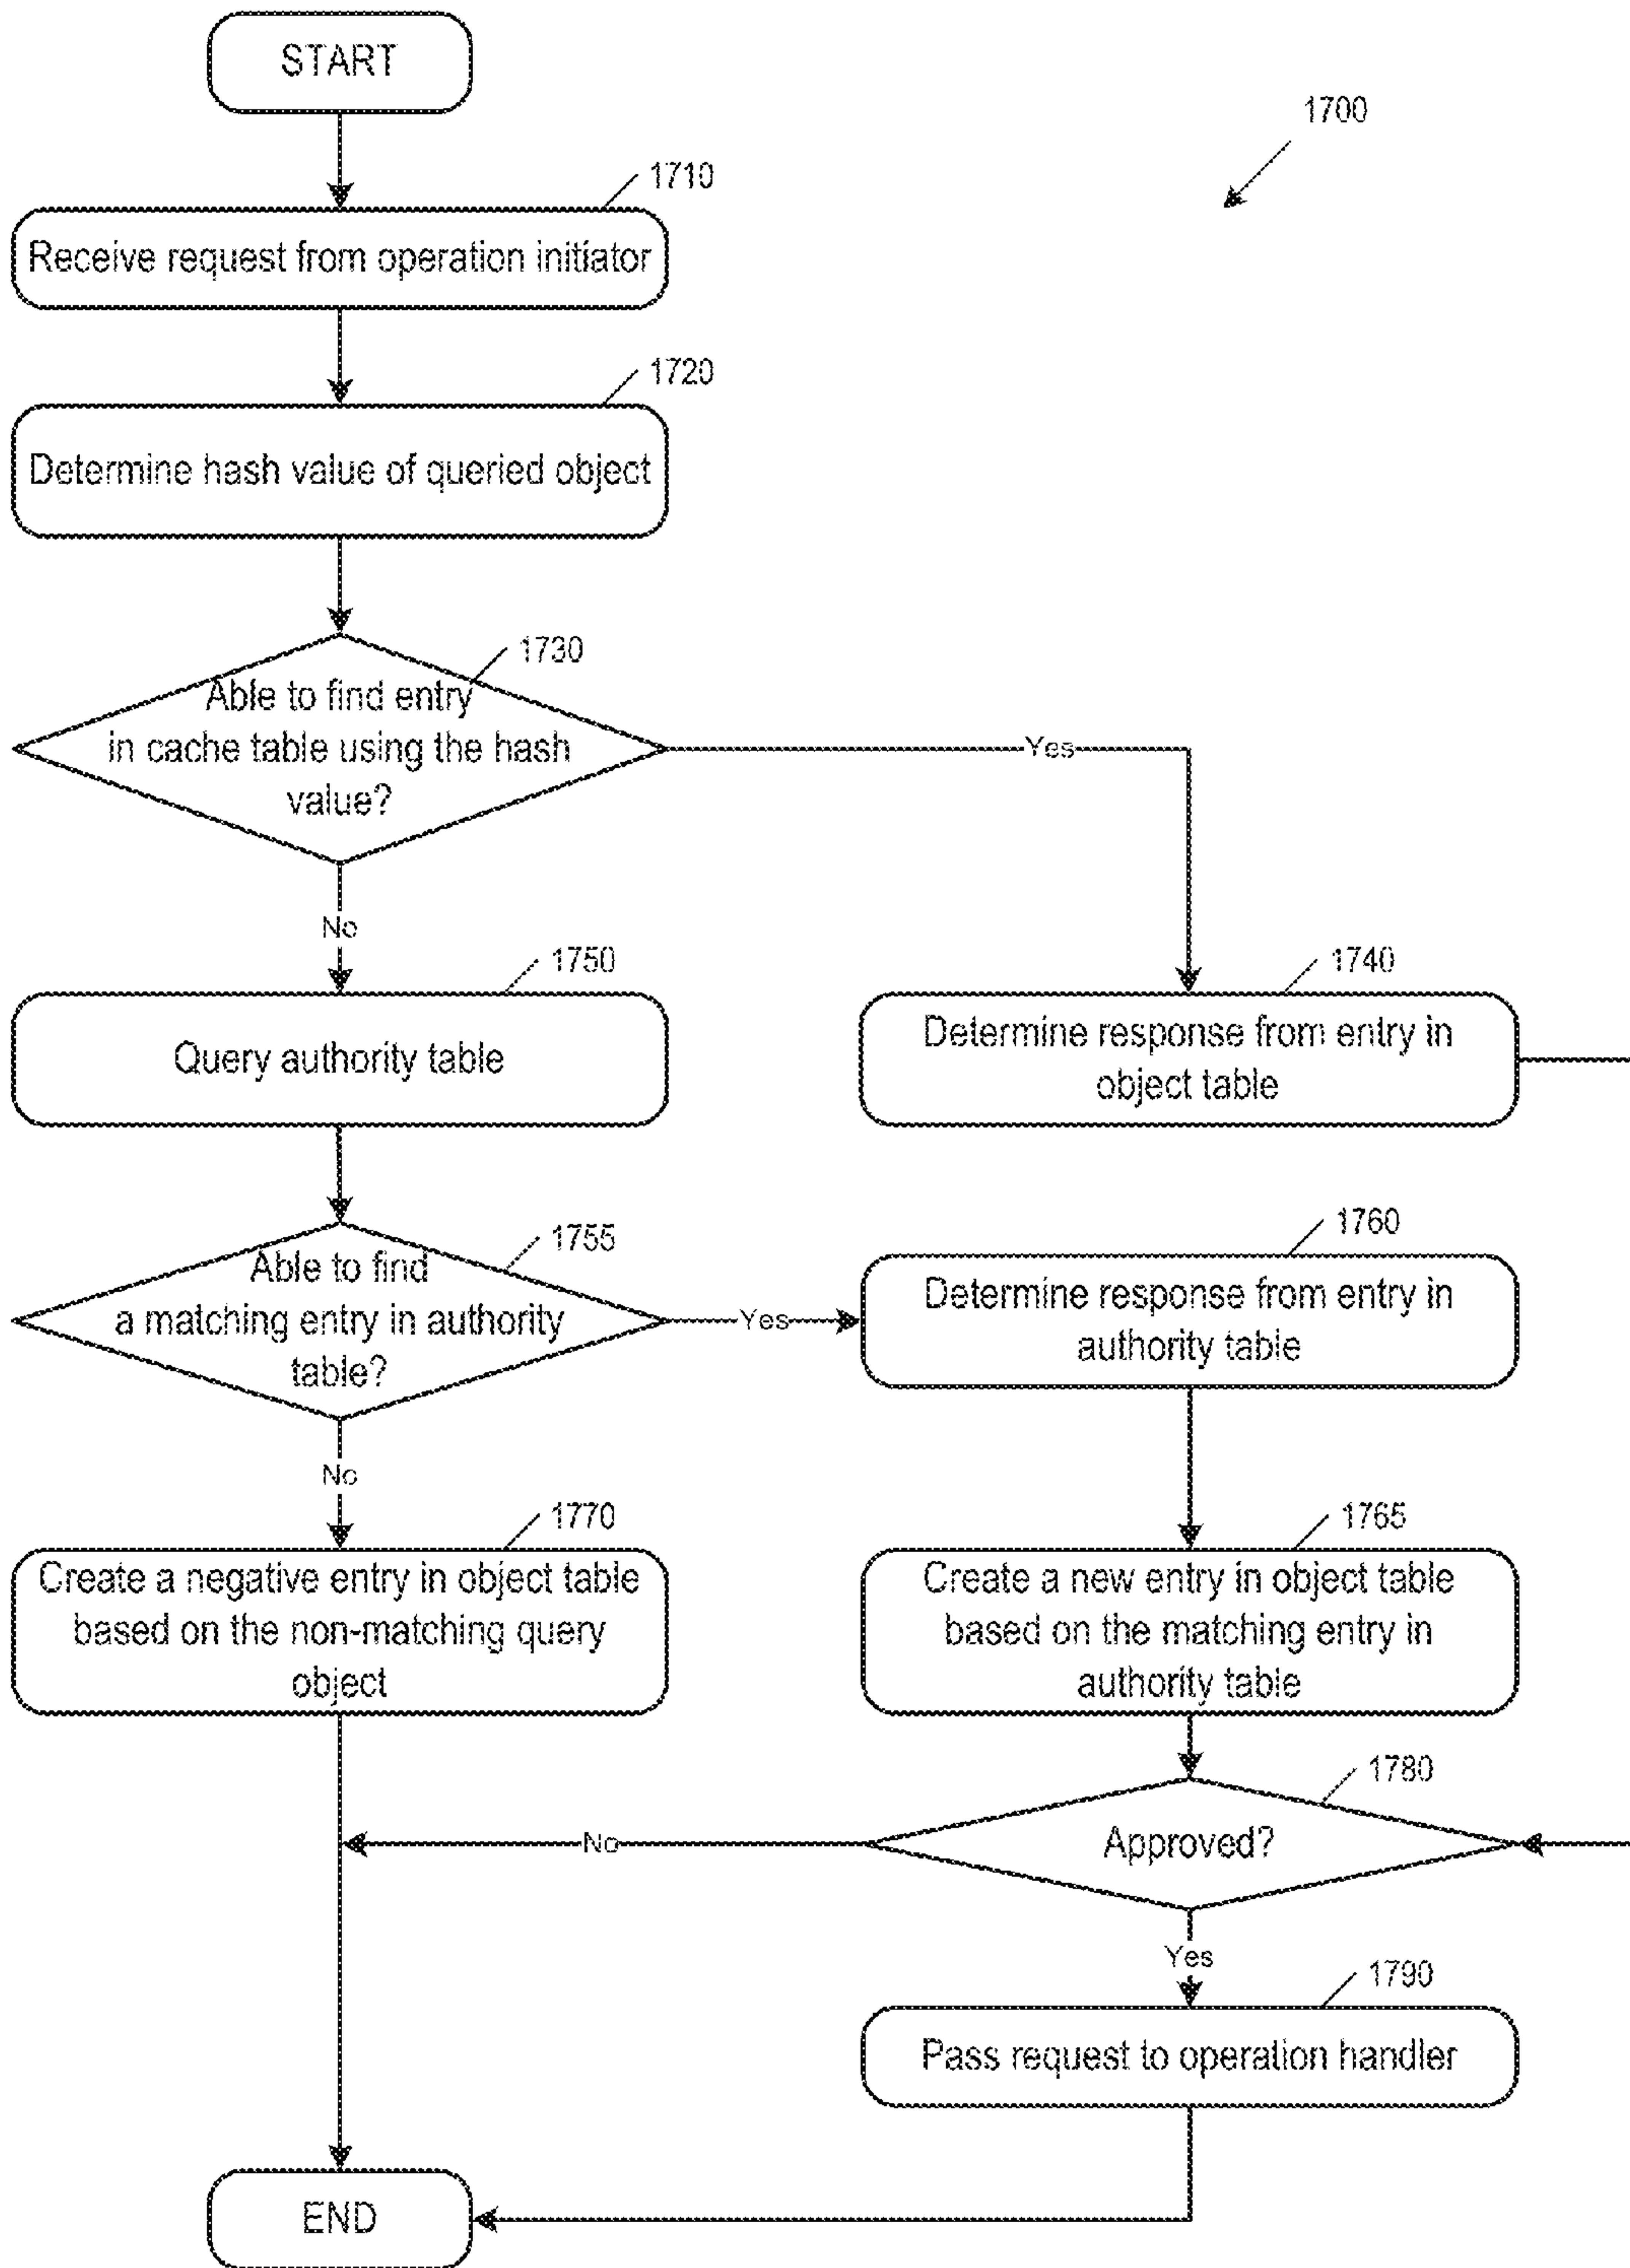 START
1700
1710
Receive request from operation initiator
1720
Determine hash value of queried object
1730
Able to find entry
in cache table using the hash
value?
Yes
No
1750
Query authority table
1740
Determine response from entry in
object table
1755
Able to find
a matching entry in authority
table?
Yes
1760
Determine response from entry in
authority table
No
1770
Create a negative entry in object table
based on the non-matching query
object
1765
Create a new entry in object table
based on the matching entry in
authority table
1780
Approved?
No
Yes
1790
Pass request to operation handler
END